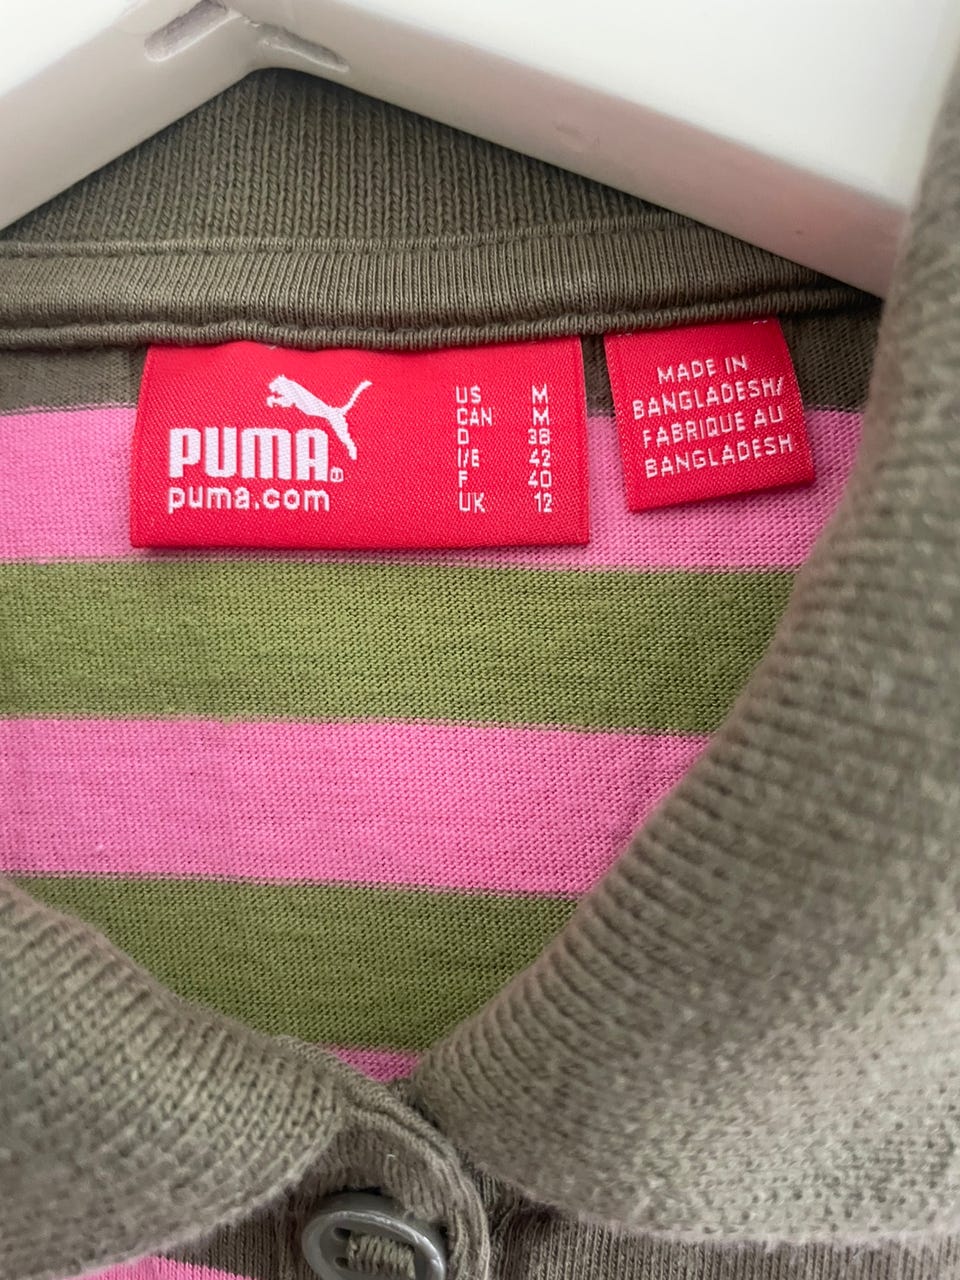 PUMA
puma.com
US M
CAN M
D 38
I/E 42
F 40
UK 12
MADE IN
BANGLADESH/
FABRIQUE AU
BANGLADESH